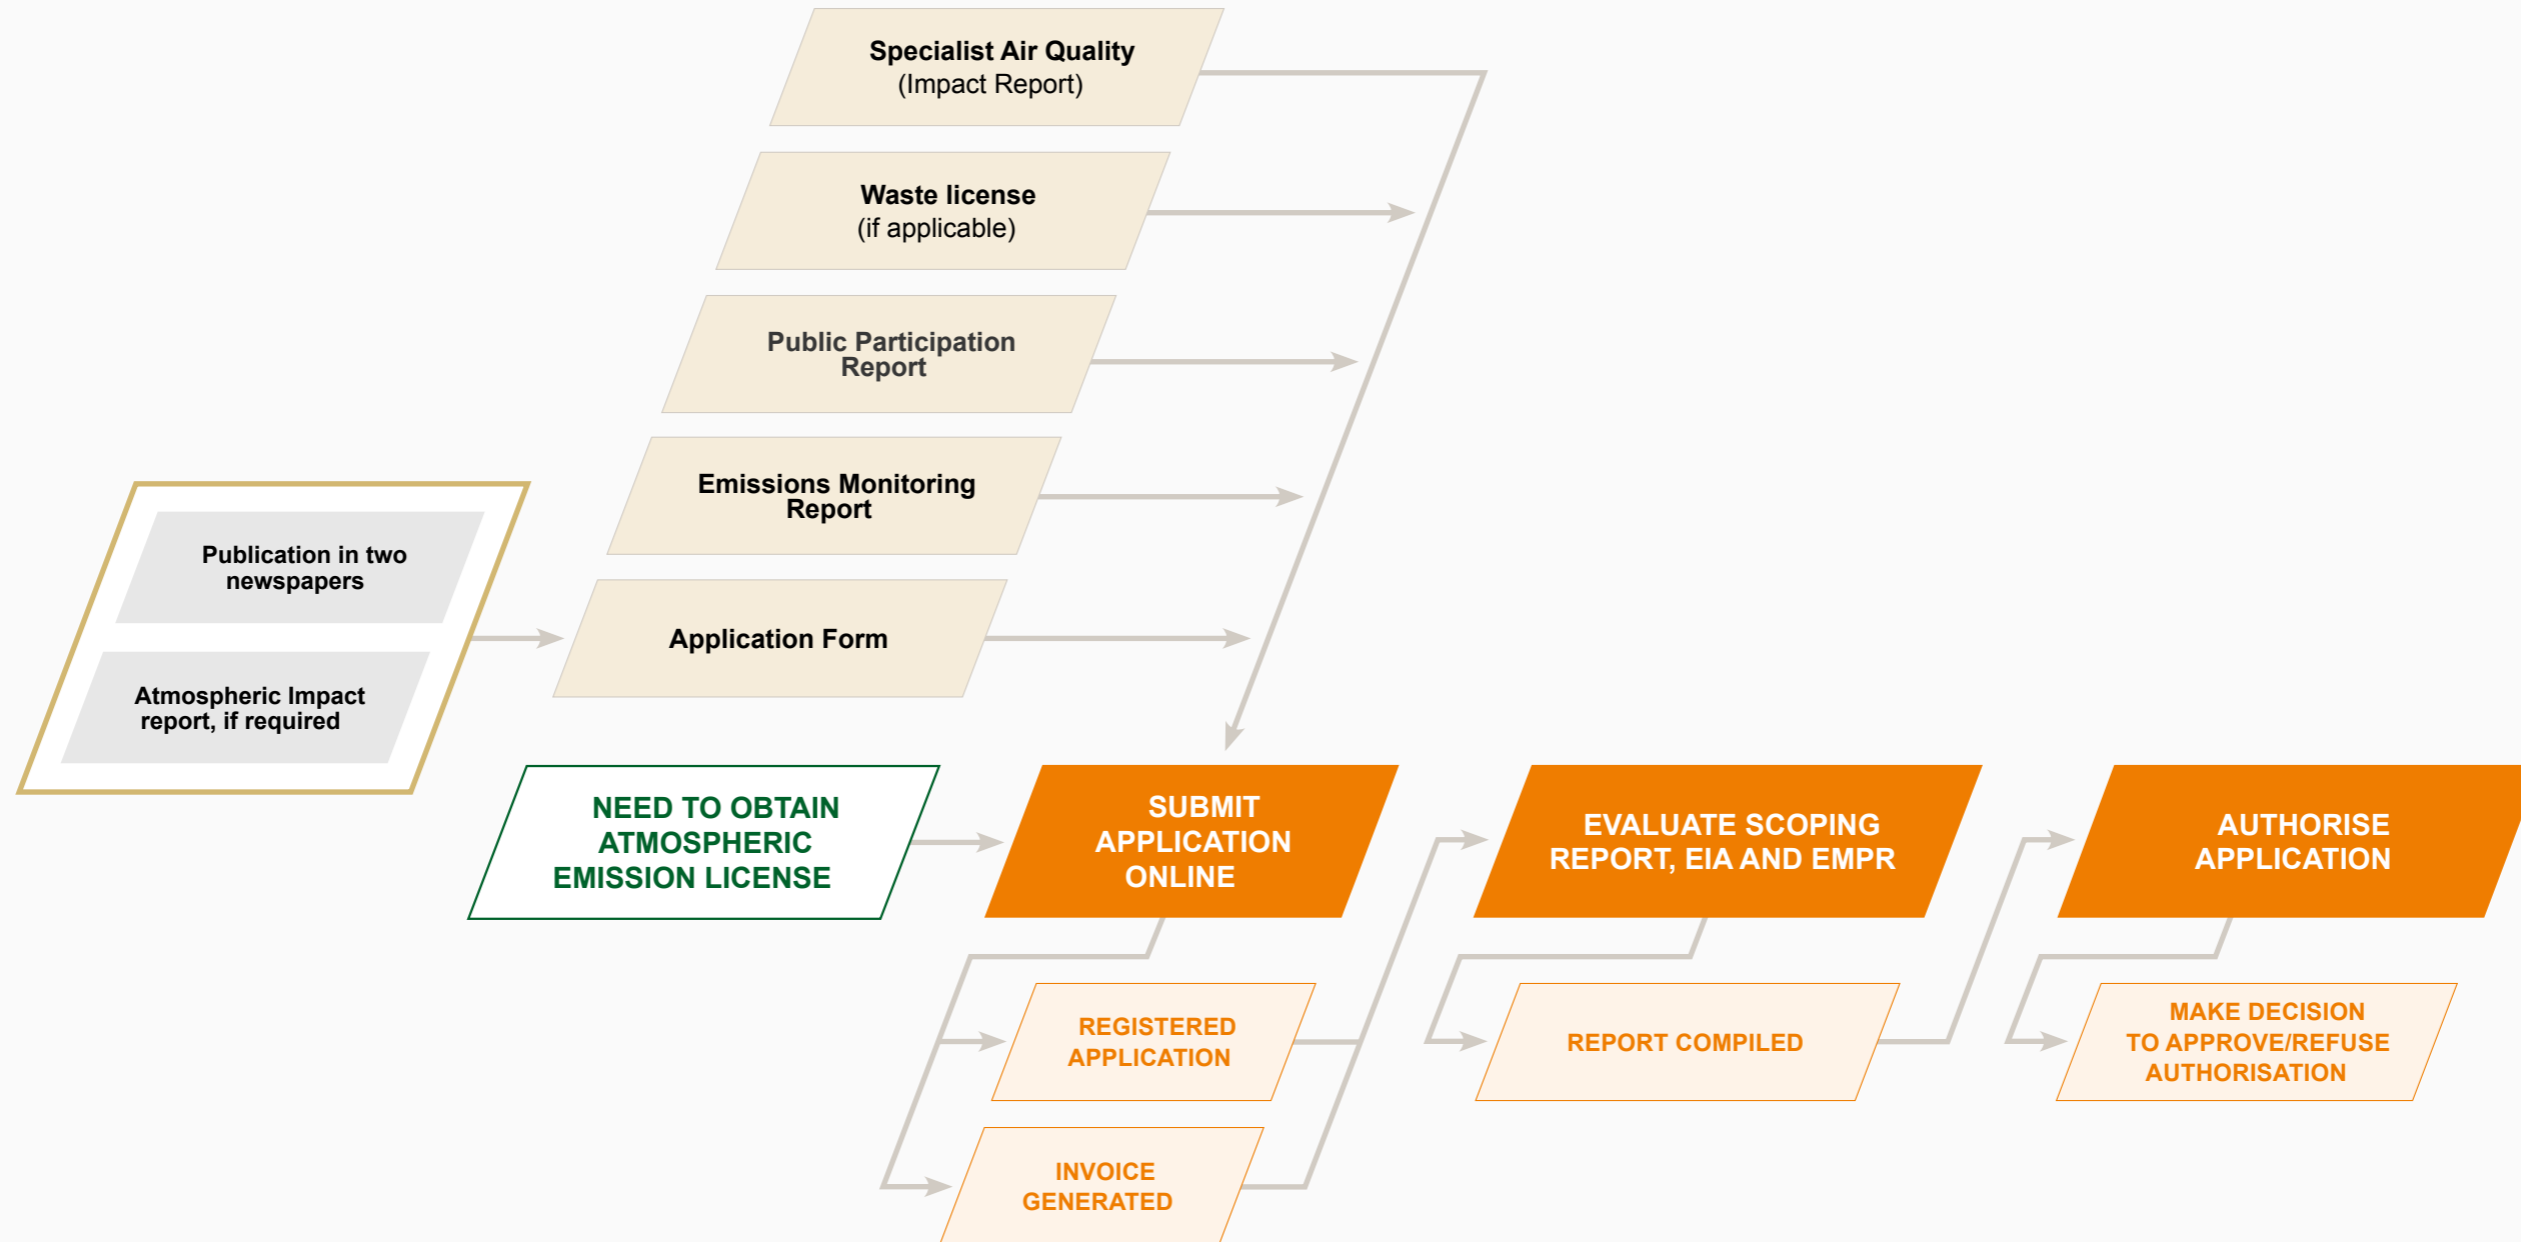 Specialist Air Quality
(Impact Report)
Waste license
(if applicable)
Public Participation
Report
Emissions Monitoring
Report
Publication in two
newspapers
Atmospheric Impact
report, if required
Application Form
NEED TO OBTAIN
ATMOSPHERIC
EMISSION LICENSE
SUBMIT
APPLICATION
ONLINE
EVALUATE SCOPING
REPORT, EIA AND EMPR
AUTHORISE
APPLICATION
REGISTERED
APPLICATION
INVOICE
GENERATED
REPORT COMPILED
MAKE DECISION
TO APPROVE/REFUSE
AUTHORISATION